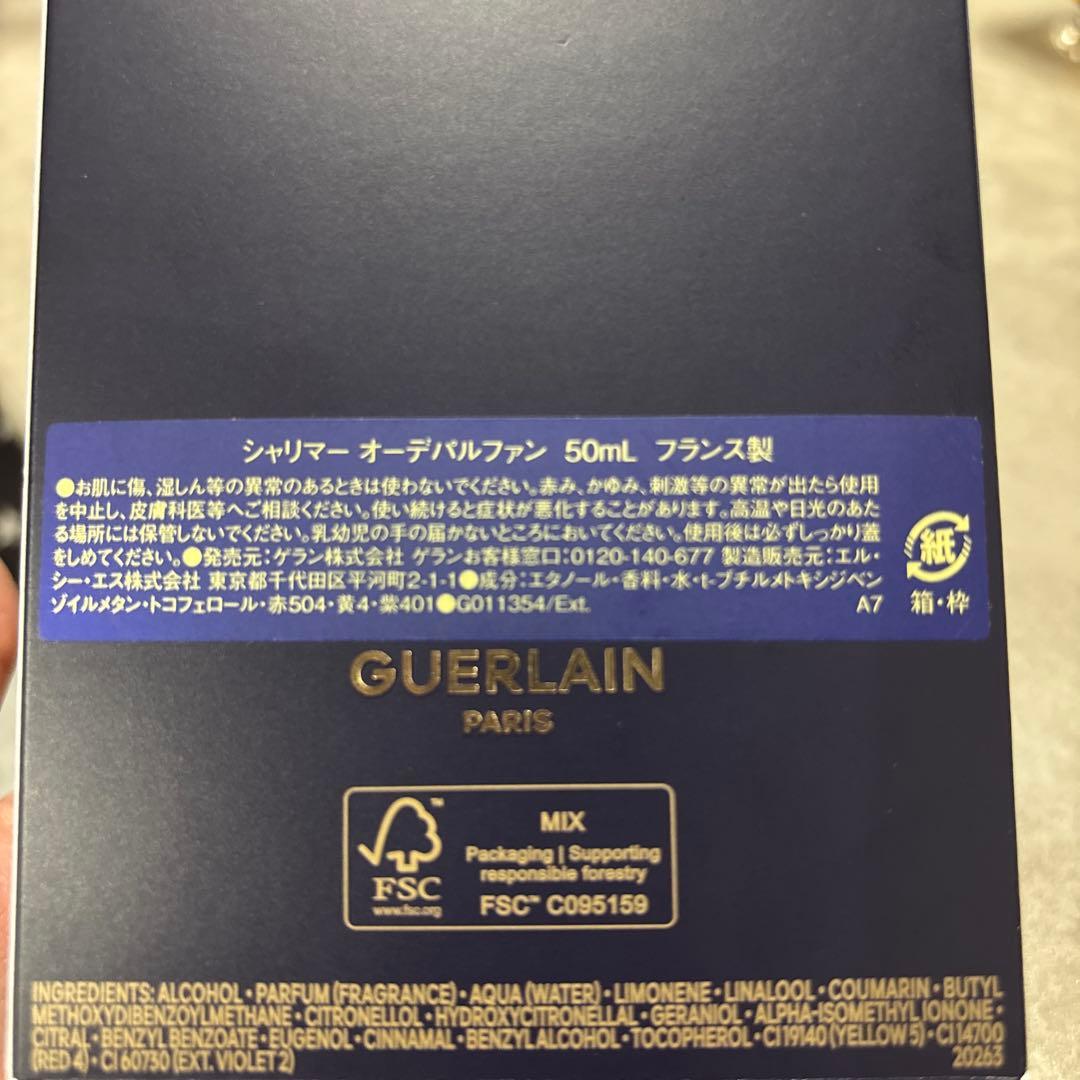 シャリマー オーデパルファン 50mL フランス製
●お肌に傷、湿しん等の異常のあるときは使わないでください。赤み、かゆみ、刺激等の異常が出たら使用
を中止し、皮膚科医等へご相談ください。使い続けると症状が悪化することがあります。高温や日光のあた
る場所には保管しないでください。乳幼児の手の届かないところにおいてください。使用後は必ずしっかり蓋
をしめてください。●発売元:ゲラン株式会社 ゲランお客様窓口:0120-140-677 製造販売元:エル・
シー・エス株式会社 東京都千代田区平河町2-1-1●成分:エタノール・香料・水・t-ブチルメトキシジベン
ゾイルメタン・トコフェロール・赤504・黄4・紫401●G011354/Ext. A7
紙
箱・枠
GUERLAIN
PARIS
FSC
www.fsc.org
MIX
Packaging | Supporting
responsible forestry
FSC™ C095159
INGREDIENTS: ALCOHOL • PARFUM (FRAGRANCE) • AQUA (WATER) • LIMONENE • LINALOOL • COUMARIN • BUTYL
METHOXYDIBENZOYLMETHANE • CITRONELLOL • HYDROXYCITRONELLAL • GERANIOL • ALPHA-ISOMETHYL IONONE •
CITRAL • BENZYL BENZOATE • EUGENOL • CINNAMAL • BENZYL ALCOHOL • TOCOPHEROL • CI 19140 (YELLOW 5) • CI 14700
(RED 4) • CI 60730 (EXT. VIOLET 2) 20263